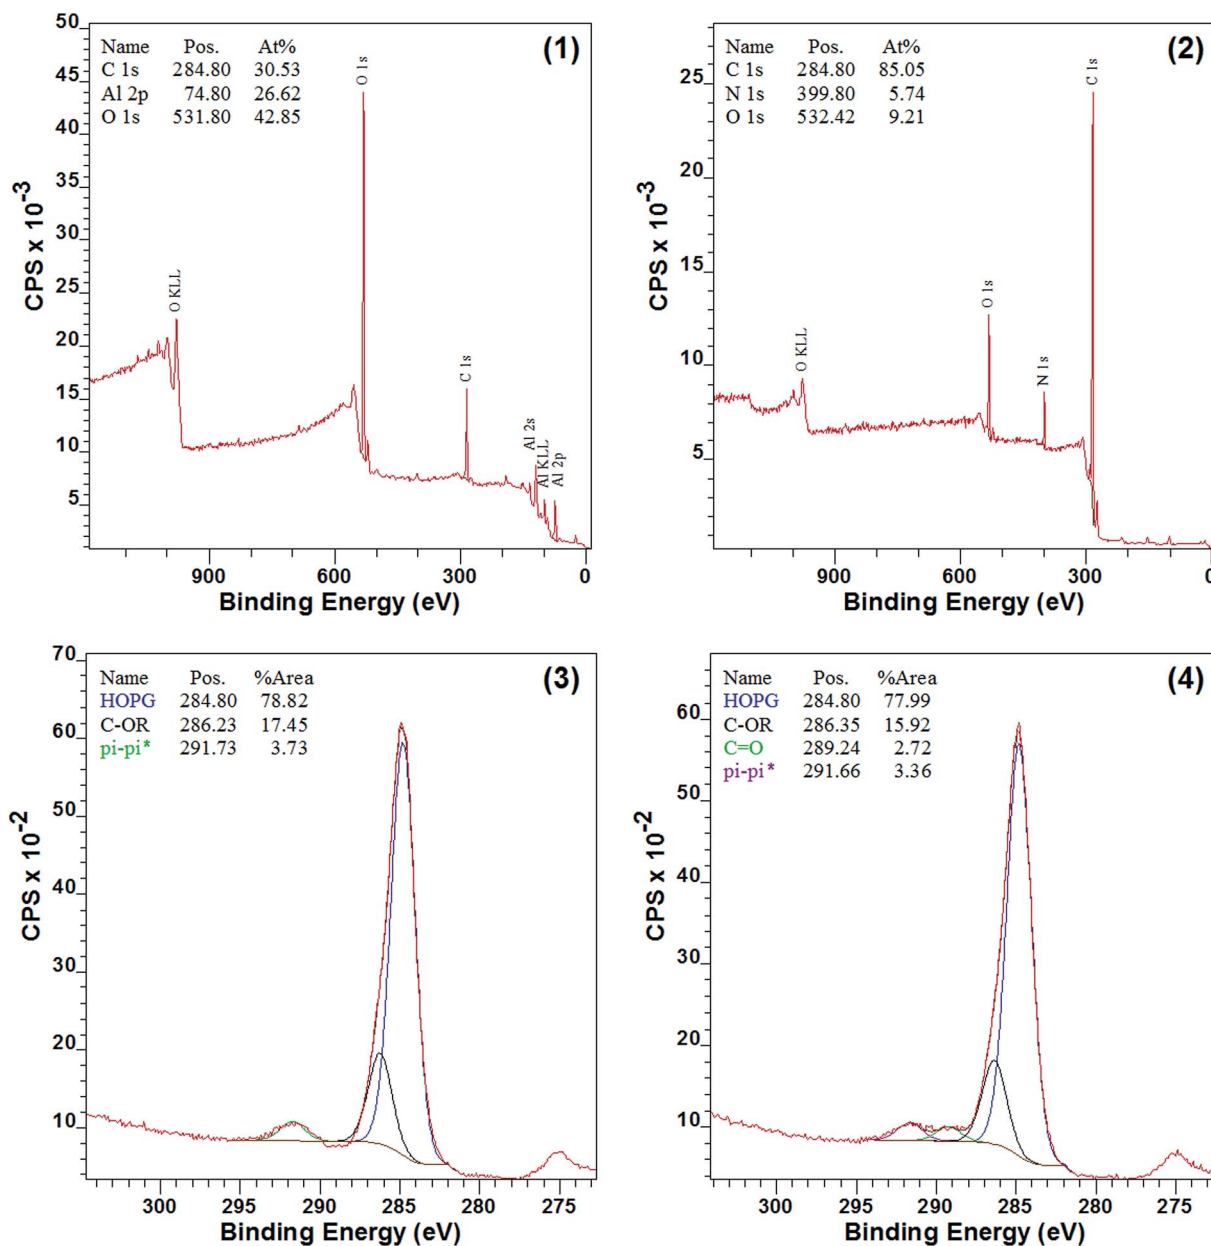 (1)
Name Pos. At%
C 1s 284.80 30.53
Al 2p 74.80 26.62
O 1s 531.80 42.85
O KLL
O 1s
C 1s
Al 2s
Al KLL
Al 2p
50
45
40
35
30
25
20
15
10
5
CPS x 10-3
900 600 300 0
Binding Energy (eV)
(2)
Name Pos. At%
C 1s 284.80 85.05
N 1s 399.80 5.74
O 1s 532.42 9.21
O KLL
O 1s
N 1s
C 1s
25
20
15
10
5
CPS x 10-3
900 600 300 0
Binding Energy (eV)
(3)
Name Pos. %Area
HOPG 284.80 78.82
C-OR 286.23 17.45
pi-pi* 291.73 3.73
70
60
50
40
30
20
10
CPS x 10-2
300 295 290 285 280 275
Binding Energy (eV)
(4)
Name Pos. %Area
HOPG 284.80 77.99
C-OR 286.35 15.92
C=O 289.24 2.72
pi-pi* 291.66 3.36
60
50
40
30
20
10
CPS x 10-2
300 295 290 285 280 275
Binding Energy (eV)